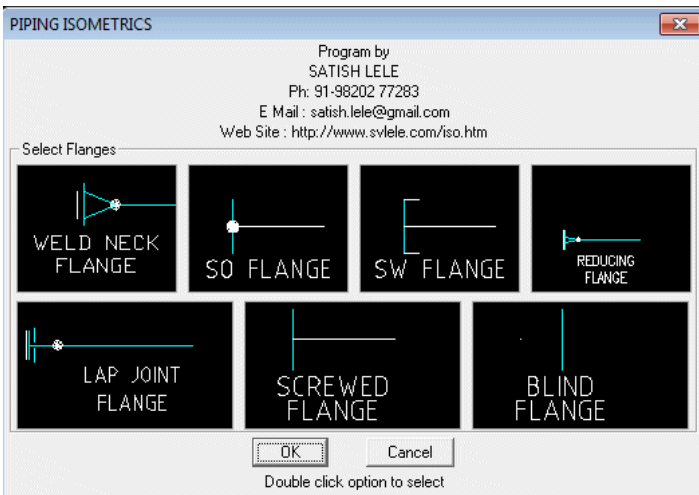 PIPING ISOMETRICS
Program by
SATISH LELE
Ph: 91-98202 77283
E Mail : satish.lele@gmail.com
Web Site : http://www.svlele.com/iso.htm
Select Flanges
WELD NECK
FLANGE
SO FLANGE
SW FLANGE
REDUCING
FLANGE
LAP JOINT
FLANGE
SCREWED
FLANGE
BLIND
FLANGE
OK
Cancel
Double click option to select